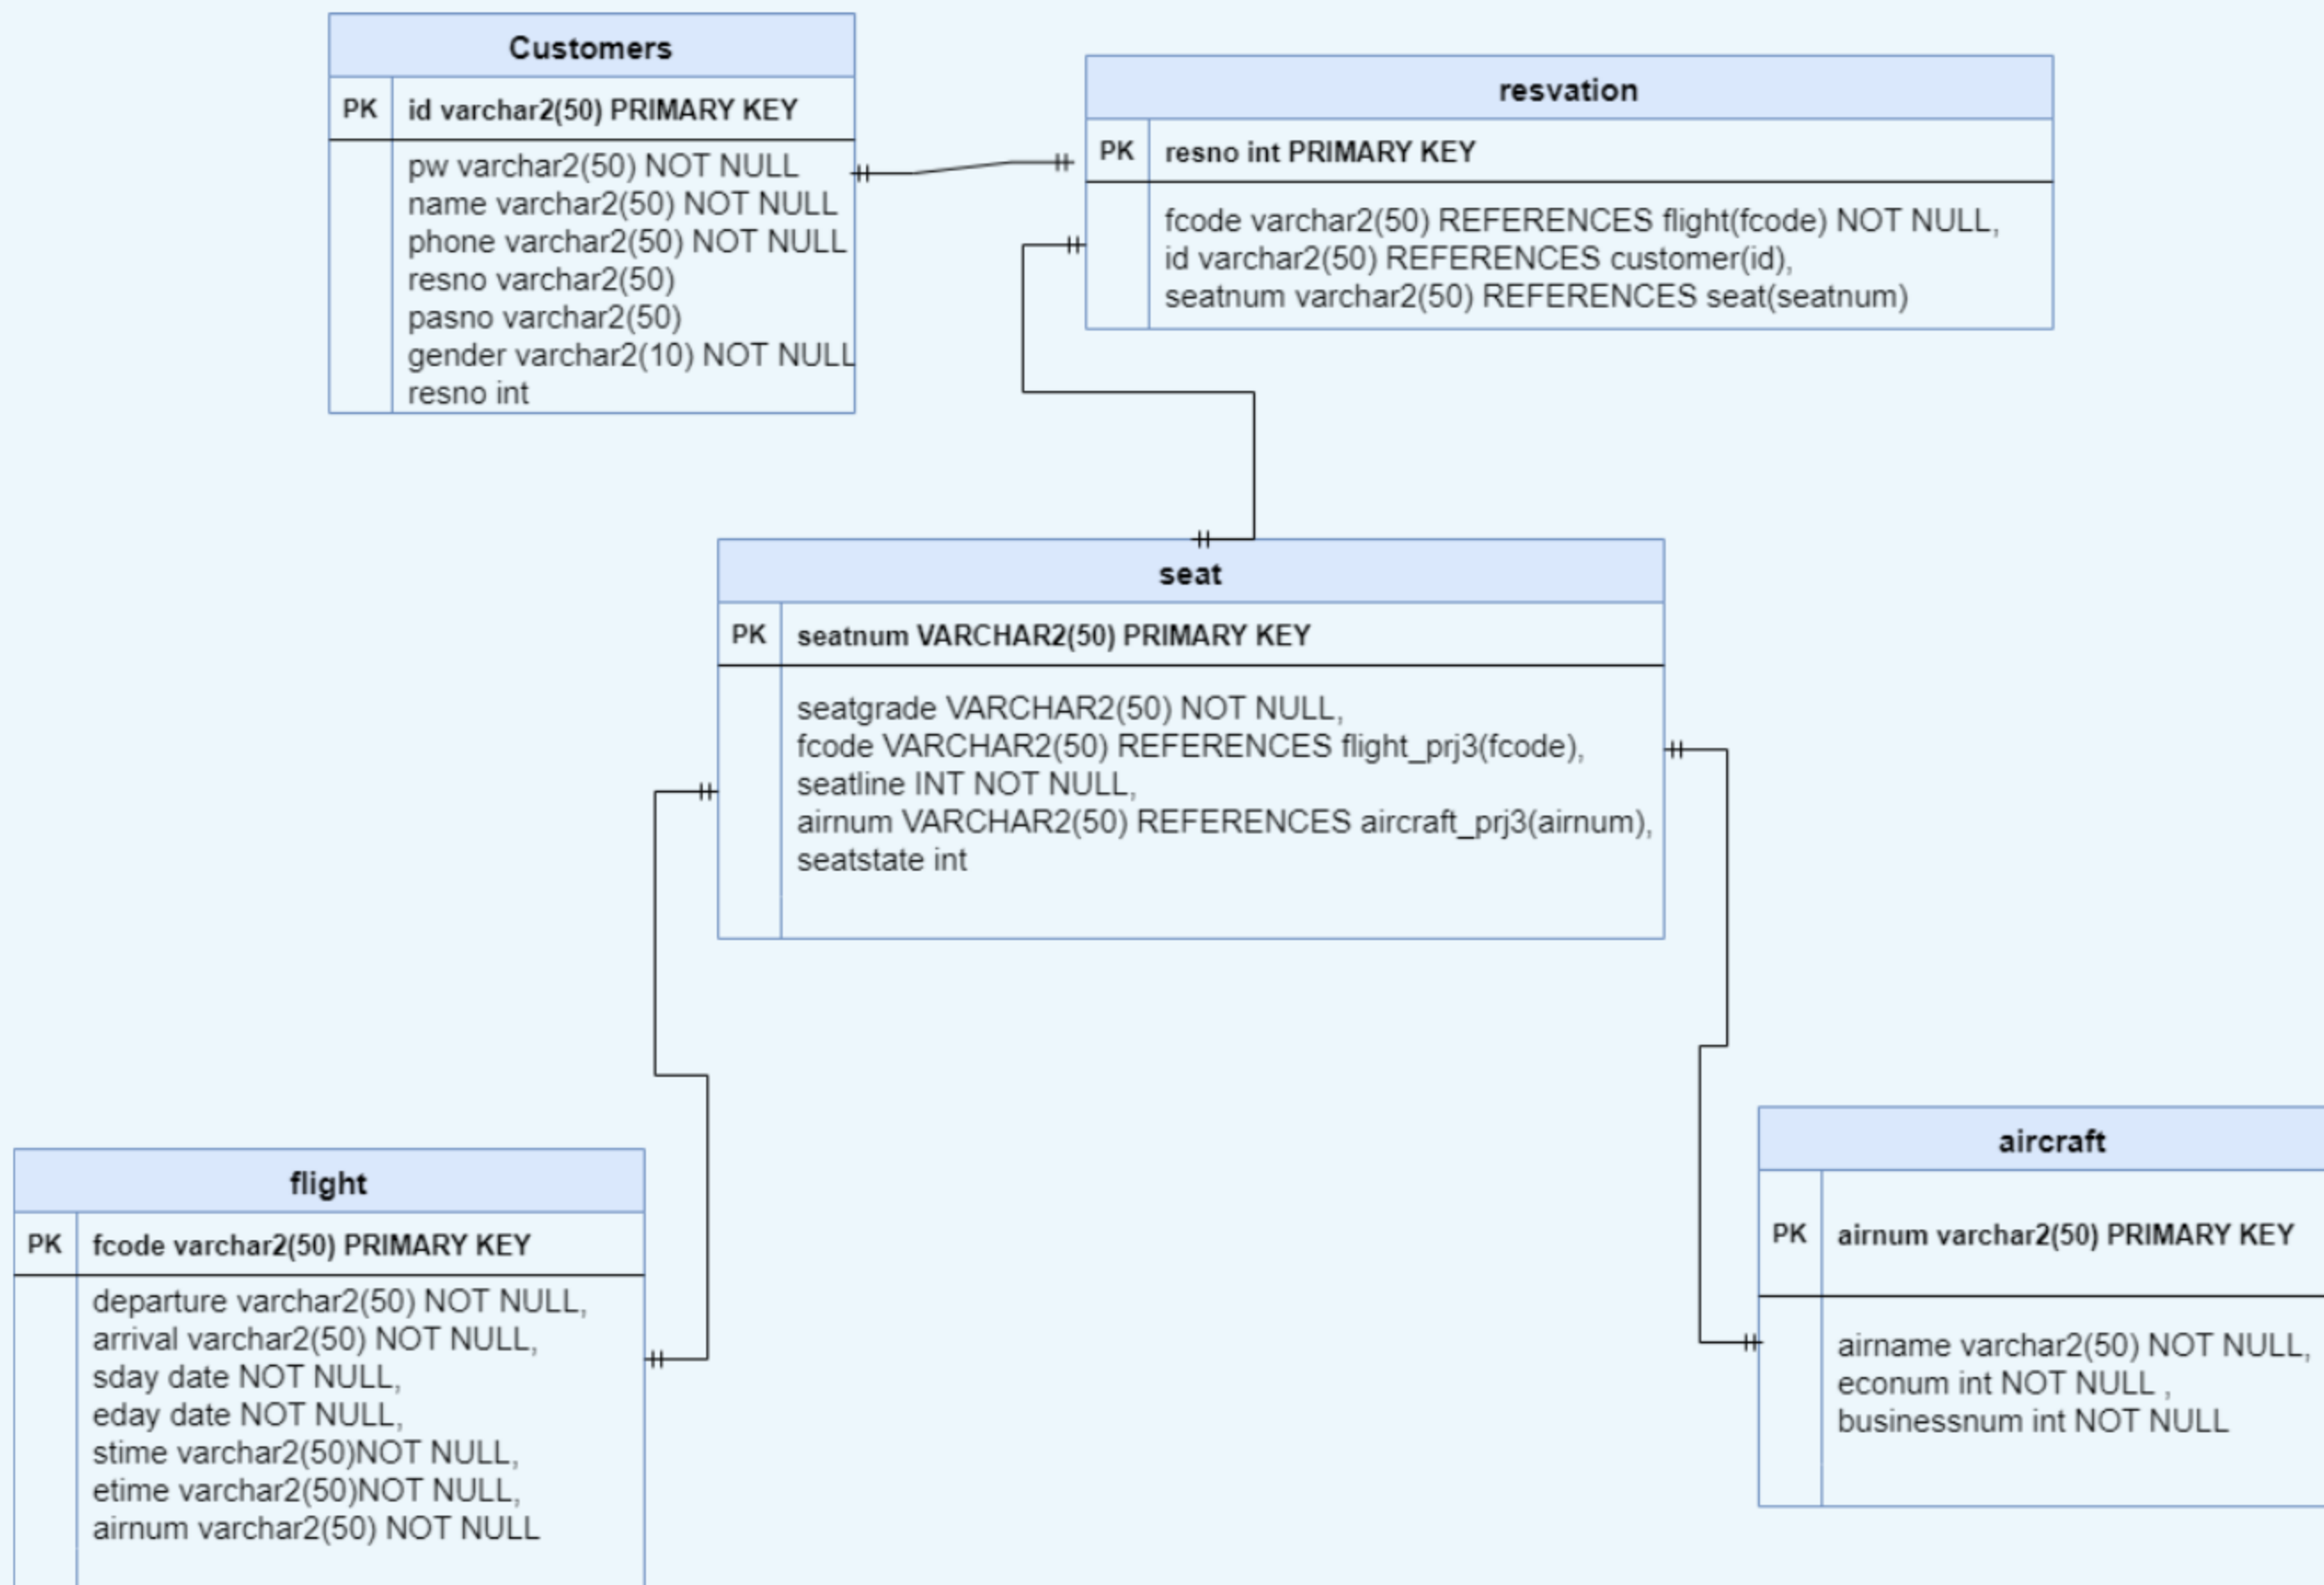 Customers
PK id varchar2(50) PRIMARY KEY
pw varchar2(50) NOT NULL
name varchar2(50) NOT NULL
phone varchar2(50) NOT NULL
resno varchar2(50)
pasno varchar2(50)
gender varchar2(10) NOT NULL
resno int
resvation
PK resno int PRIMARY KEY
fcode varchar2(50) REFERENCES flight(fcode) NOT NULL,
id varchar2(50) REFERENCES customer(id),
seatnum varchar2(50) REFERENCES seat(seatnum)
seat
PK seatnum VARCHAR2(50) PRIMARY KEY
seatgrade VARCHAR2(50) NOT NULL,
fcode VARCHAR2(50) REFERENCES flight_prj3(fcode),
seatline INT NOT NULL,
airnum VARCHAR2(50) REFERENCES aircraft_prj3(airnum),
seatstate int
flight
PK fcode varchar2(50) PRIMARY KEY
departure varchar2(50) NOT NULL,
arrival varchar2(50) NOT NULL,
sday date NOT NULL,
eday date NOT NULL,
stime varchar2(50)NOT NULL,
etime varchar2(50)NOT NULL,
airnum varchar2(50) NOT NULL
aircraft
PK airnum varchar2(50) PRIMARY KEY
airname varchar2(50) NOT NULL,
econum int NOT NULL ,
businessnum int NOT NULL